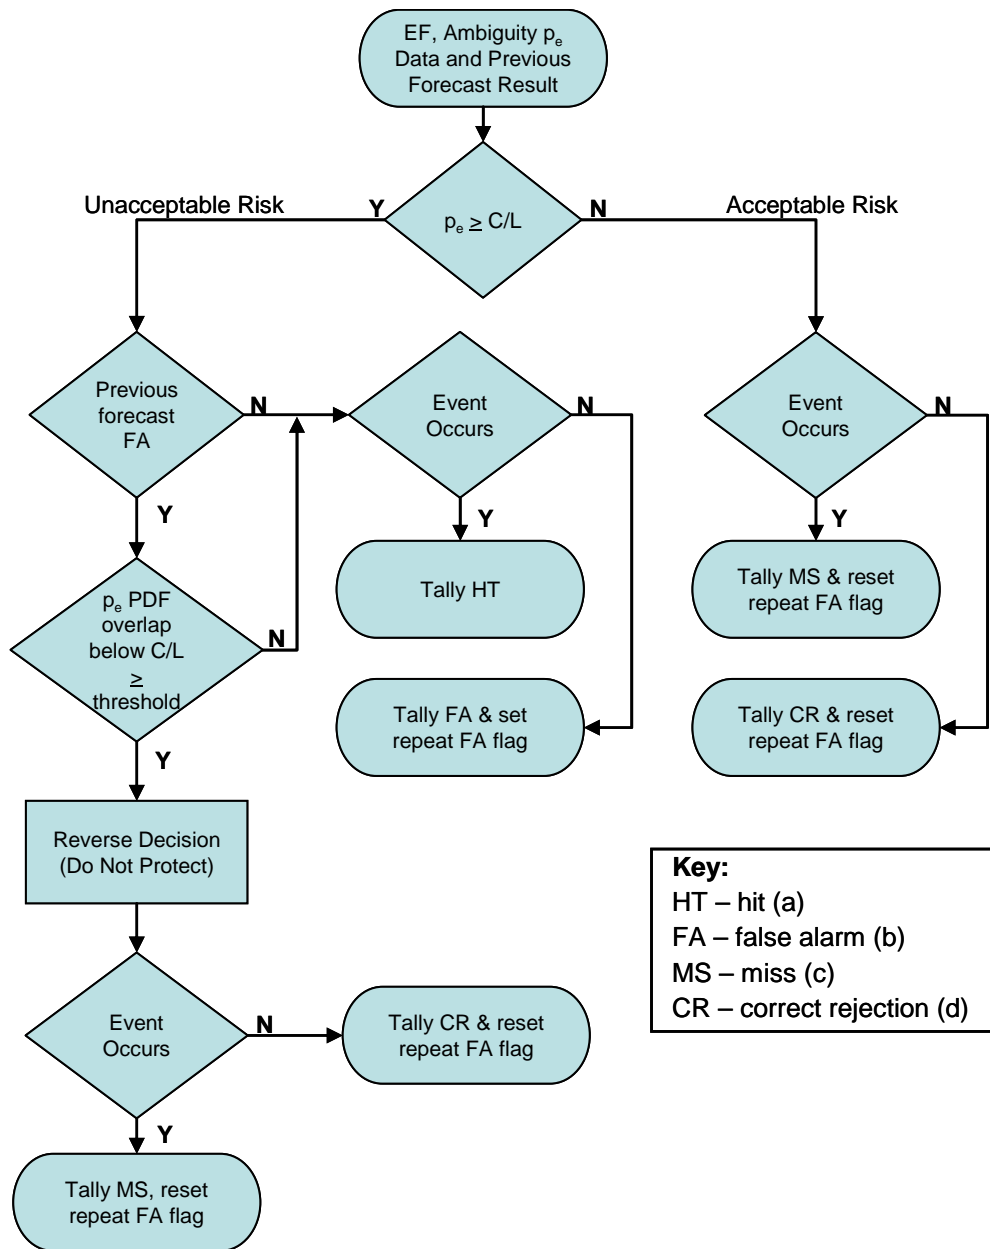 EF, Ambiguity pe
Data and Previous
Forecast Result
Unacceptable Risk
Y
pe ≥ C/L
N
Acceptable Risk
Previous
forecast
FA
N
Y
Event
Occurs
N
Y
Event
Occurs
N
Y
pe PDF
overlap
below C/L
≥
threshold
N
Y
Tally HT
Tally MS & reset
repeat FA flag
Tally FA & set
repeat FA flag
Tally CR & reset
repeat FA flag
Reverse Decision
(Do Not Protect)
Event
Occurs
N
Y
Tally CR & reset
repeat FA flag
Tally MS, reset
repeat FA flag
Key:
HT – hit (a)
FA – false alarm (b)
MS – miss (c)
CR – correct rejection (d)